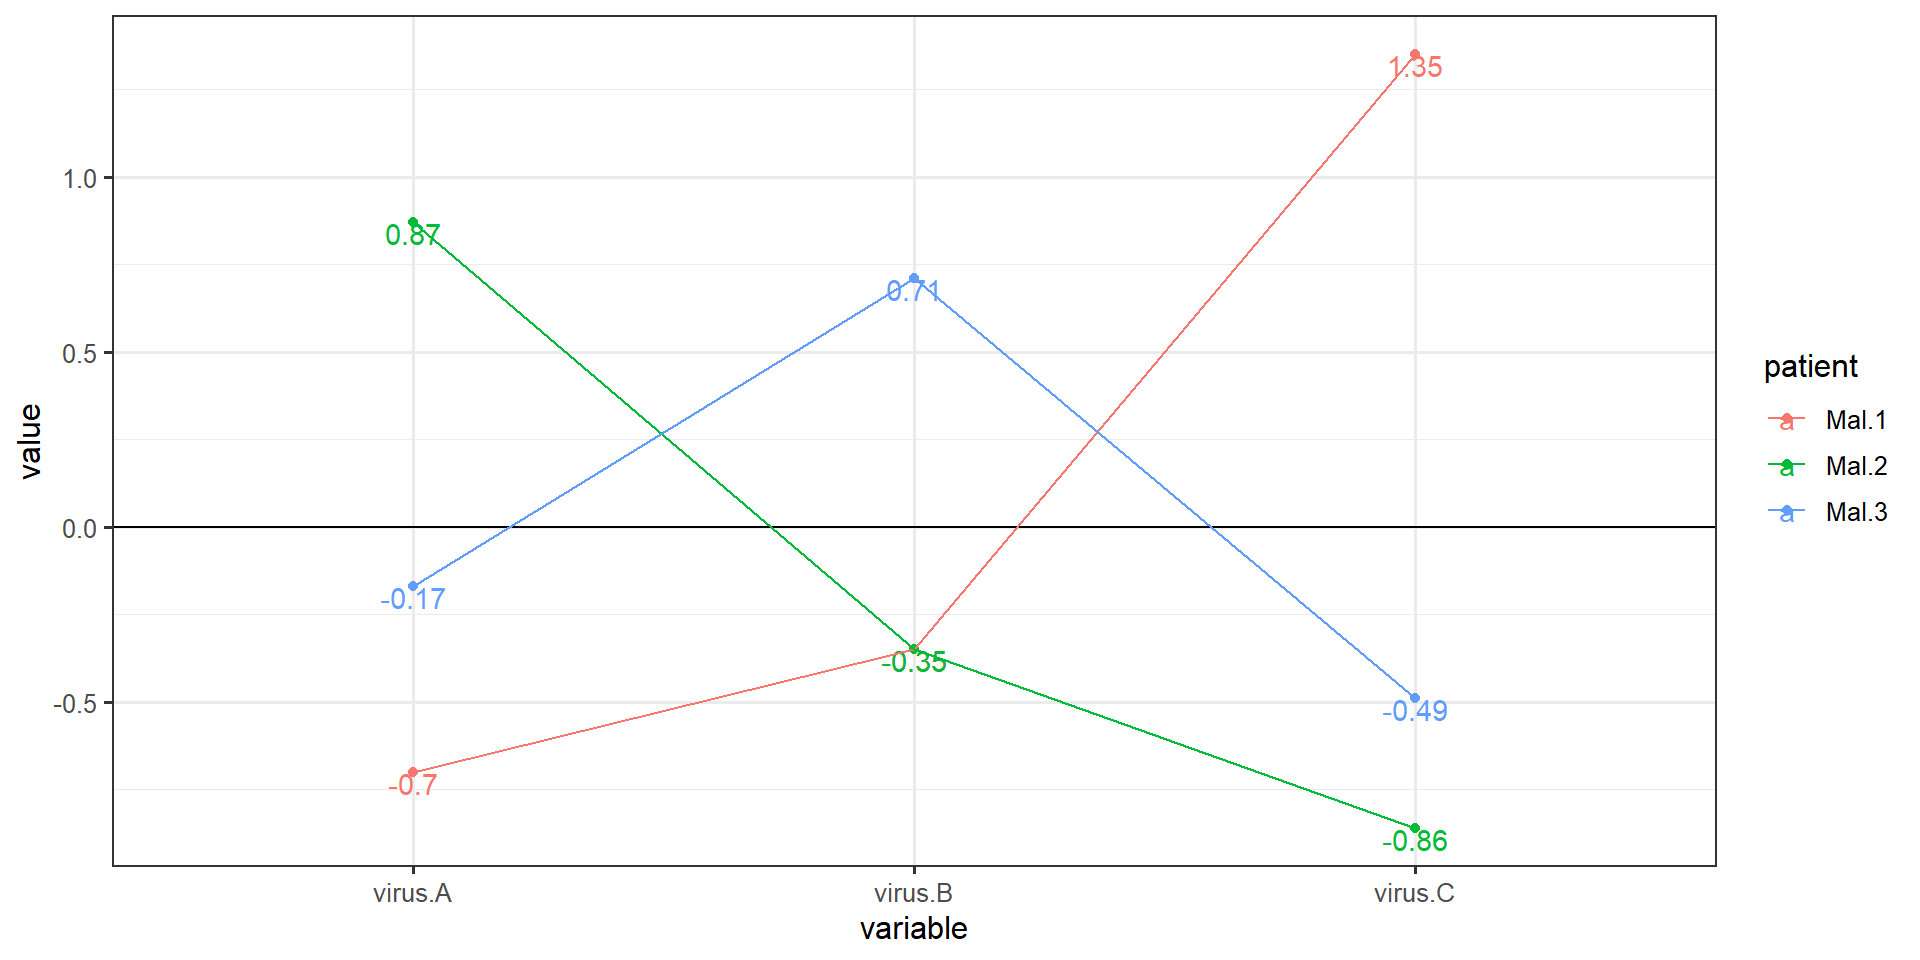 1.35
1.0
0.87
0.71
0.5
0.0
-0.17
-0.35
-0.49
-0.5
-0.7
-0.86
value
virus.A virus.B virus.C
variable
patient
a Mal.1
a Mal.2
a Mal.3